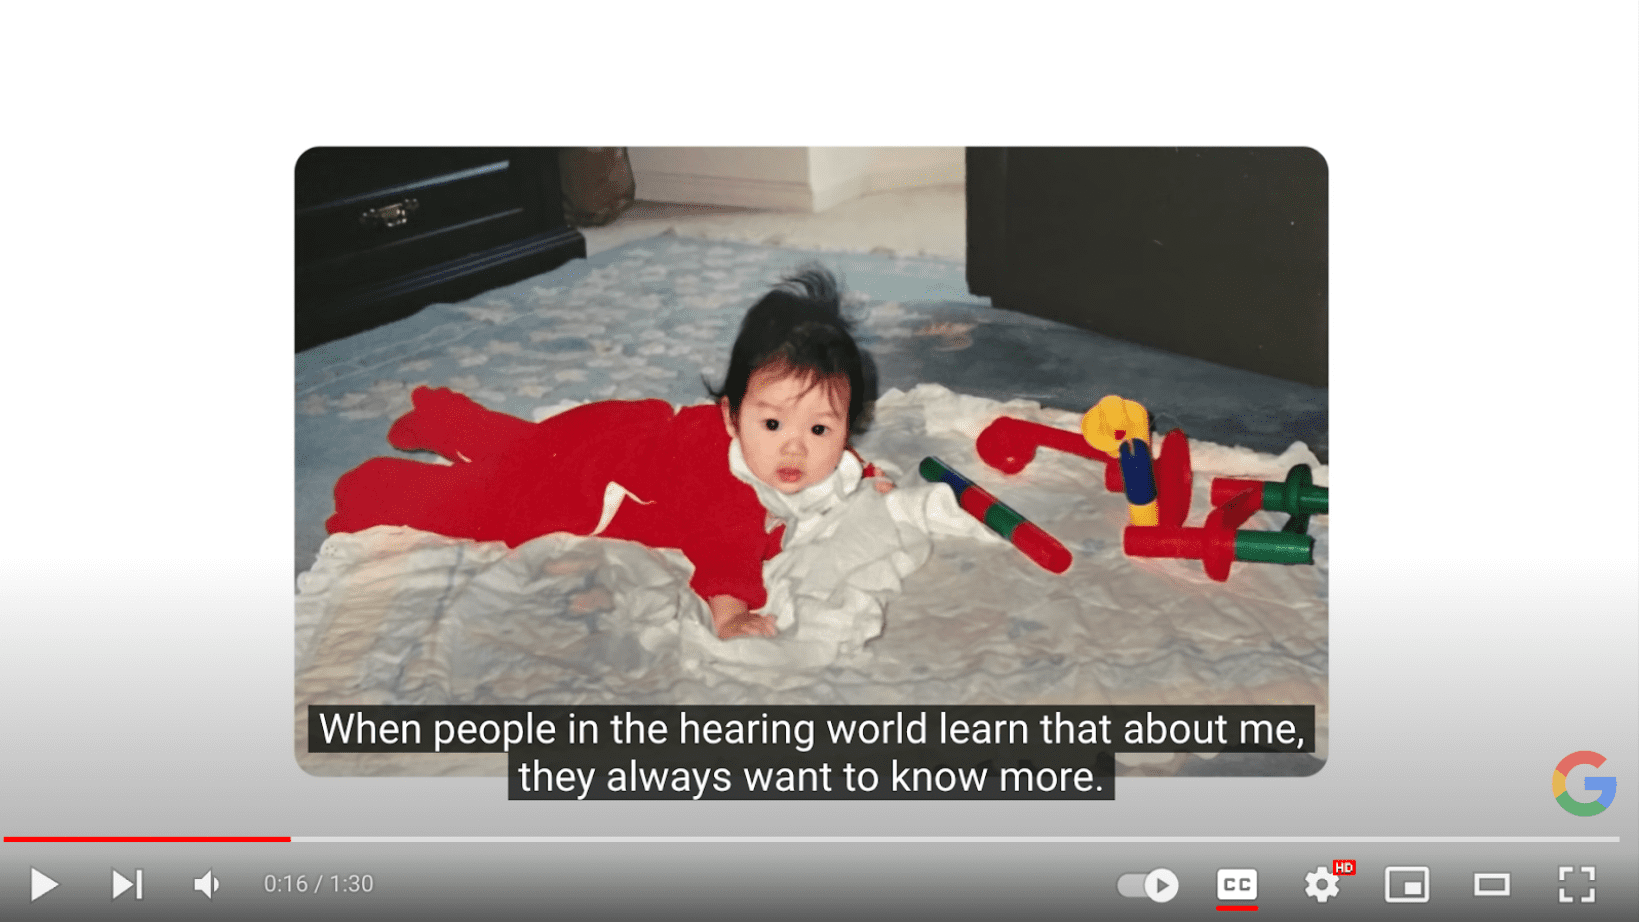 When people in the hearing world learn that about me,
they always want to know more.
G
0:16 / 1:30
CC
HD